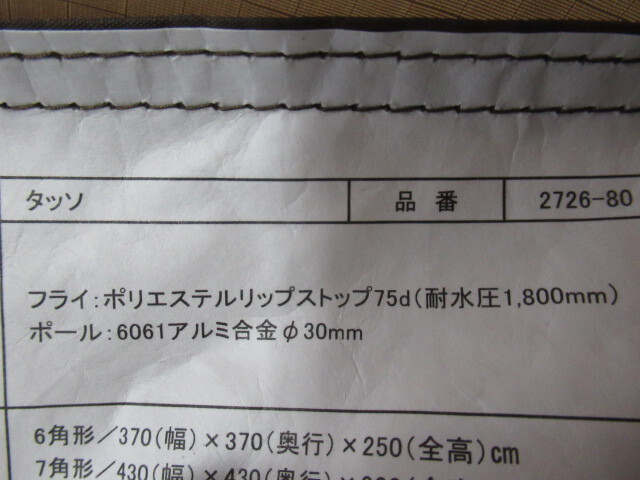 タッソ 品番 2726-80
フライ:ポリエステルリップストップ75d(耐水圧1,800mm)
ポール:6061アルミ合金φ30mm
6角形/370(幅)×370(奥行)×250(全高)cm
7角形/430(幅)×430(奥行)×